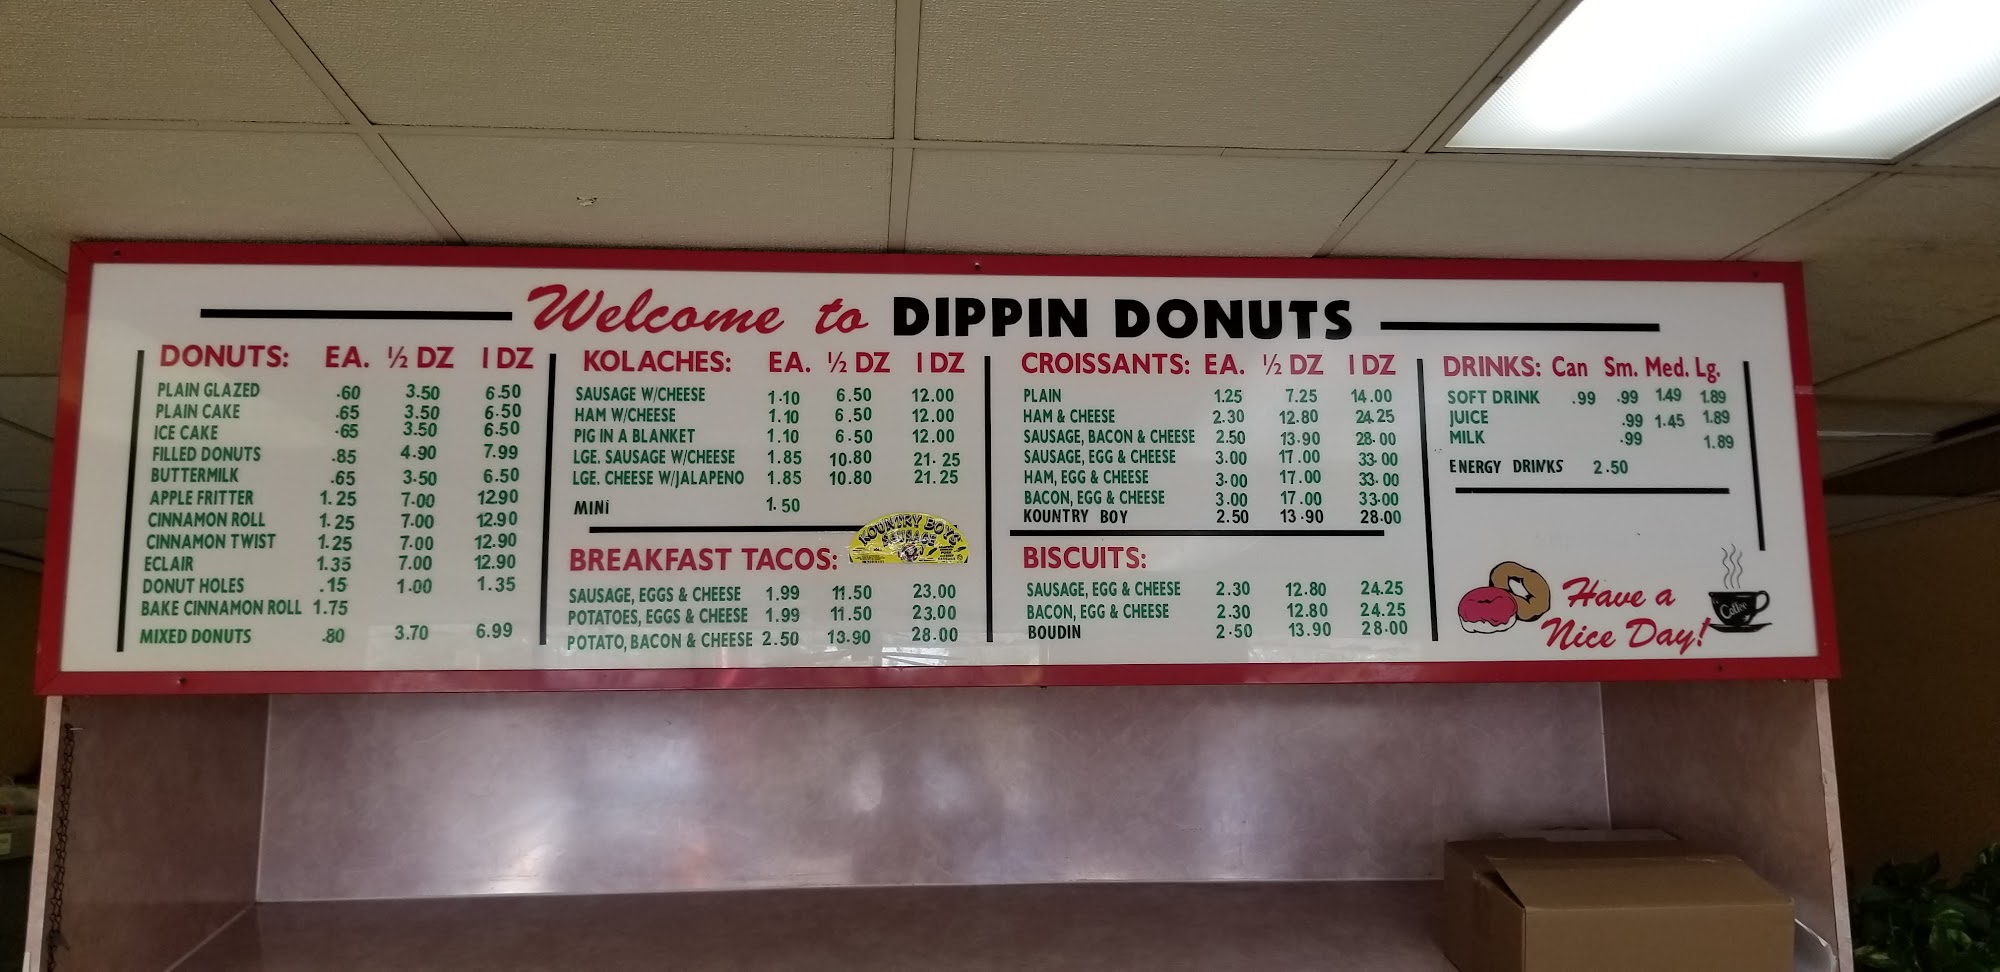 Welcome to DIPPIN DONUTS
DONUTS: EA. ½ DZ 1 DZ
PLAIN GLAZED .60 3.50 6.50
PLAIN CAKE .65 3.50 6.50
ICE CAKE .65 3.50 6.50
FILLED DONUTS .85 4.90 7.99
BUTTERMILK .65 3.50 6.50
APPLE FRITTER 1.25 7.00 12.90
CINNAMON ROLL 1.25 7.00 12.90
CINNAMON TWIST 1.25 7.00 12.90
ECLAIR 1.35 7.00 12.90
DONUT HOLES .15 1.00 1.35
BAKE CINNAMON ROLL 1.75
MIXED DONUTS .80 3.70 6.99
KOLACHES: EA. ½ DZ 1 DZ
SAUSAGE W/CHEESE 1.10 6.50 12.00
HAM W/CHEESE 1.10 6.50 12.00
PIG IN A BLANKET 1.10 6.50 12.00
LGE. SAUSAGE W/CHEESE 1.85 10.80 21.25
LGE. CHEESE W/JALAPENO 1.85 10.80 21.25
MINi 1.50
KOUNTRY BOYS
SAUSAGE
BREAKFAST TACOS:
SAUSAGE, EGGS & CHEESE 1.99 11.50 23.00
POTATOES, EGGS & CHEESE 1.99 11.50 23.00
POTATO, BACON & CHEESE 2.50 13.90 28.00
CROISSANTS: EA. ½ DZ 1 DZ
PLAIN 1.25 7.25 14.00
HAM & CHEESE 2.30 12.80 24.25
SAUSAGE, BACON & CHEESE 2.50 13.90 28.00
SAUSAGE, EGG & CHEESE 3.00 17.00 33.00
HAM, EGG & CHEESE 3.00 17.00 33.00
BACON, EGG & CHEESE 3.00 17.00 33.00
KOUNTRY BOY 2.50 13.90 28.00
BISCUITS:
SAUSAGE, EGG & CHEESE 2.30 12.80 24.25
BACON, EGG & CHEESE 2.30 12.80 24.25
BOUDIN 2.50 13.90 28.00
DRINKS: Can Sm. Med. Lg.
SOFT DRINK .99 .99 1.49 1.89
JUICE .99 1.45 1.89
MILK .99 1.89
ENERGY DRINKS 2.50
Have a
Nice Day!
Coffee